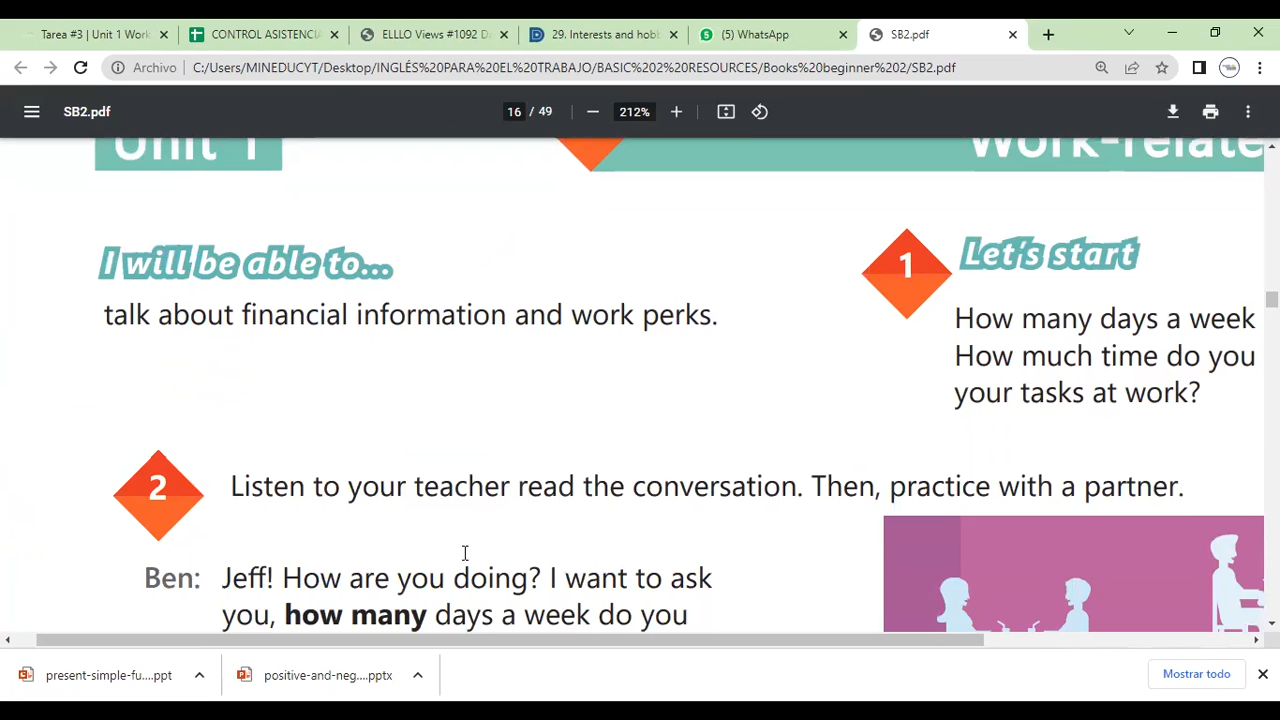 Tarea #3 | Unit 1 Work
CONTROL ASISTENCIA
ELLLO Views #1092 Da
29. Interests and hobb
(5) WhatsApp
SB2.pdf
Archivo
C:/Users/MINEDUCYT/Desktop/INGLÉS%20PARA%20EL%20TRABAJO/BASIC%202%20RESOURCES/Books%20beginner%202/SB2.pdf
SB2.pdf
16 / 49
212%
Unit 1
Work-relate
I will be able to...
talk about financial information and work perks.
1
Let's start
How many days a week
How much time do you
your tasks at work?
2
Listen to your teacher read the conversation. Then, practice with a partner.
Ben: Jeff! How are you doing? I want to ask
you, how many days a week do you
present-simple-fu....ppt
positive-and-neg....pptx
Mostrar todo